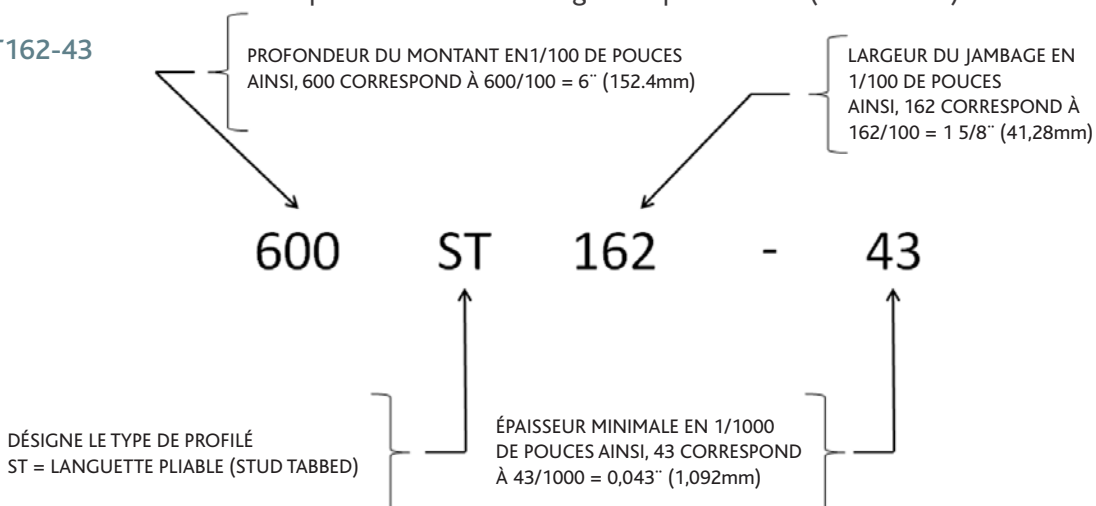 T162-43
PROFONDEUR DU MONTANT EN1/100 DE POUCES
AINSI, 600 CORRESPOND À 600/100 = 6¨ (152.4mm)
LARGEUR DU JAMBAGE EN
1/100 DE POUCES
AINSI, 162 CORRESPOND À
162/100 = 1 5/8¨ (41,28mm)
600 ST 162 - 43
DÉSIGNE LE TYPE DE PROFILÉ
ST = LANGUETTE PLIABLE (STUD TABBED)
ÉPAISSEUR MINIMALE EN 1/1000
DE POUCES AINSI, 43 CORRESPOND
À 43/1000 = 0,043¨ (1,092mm)